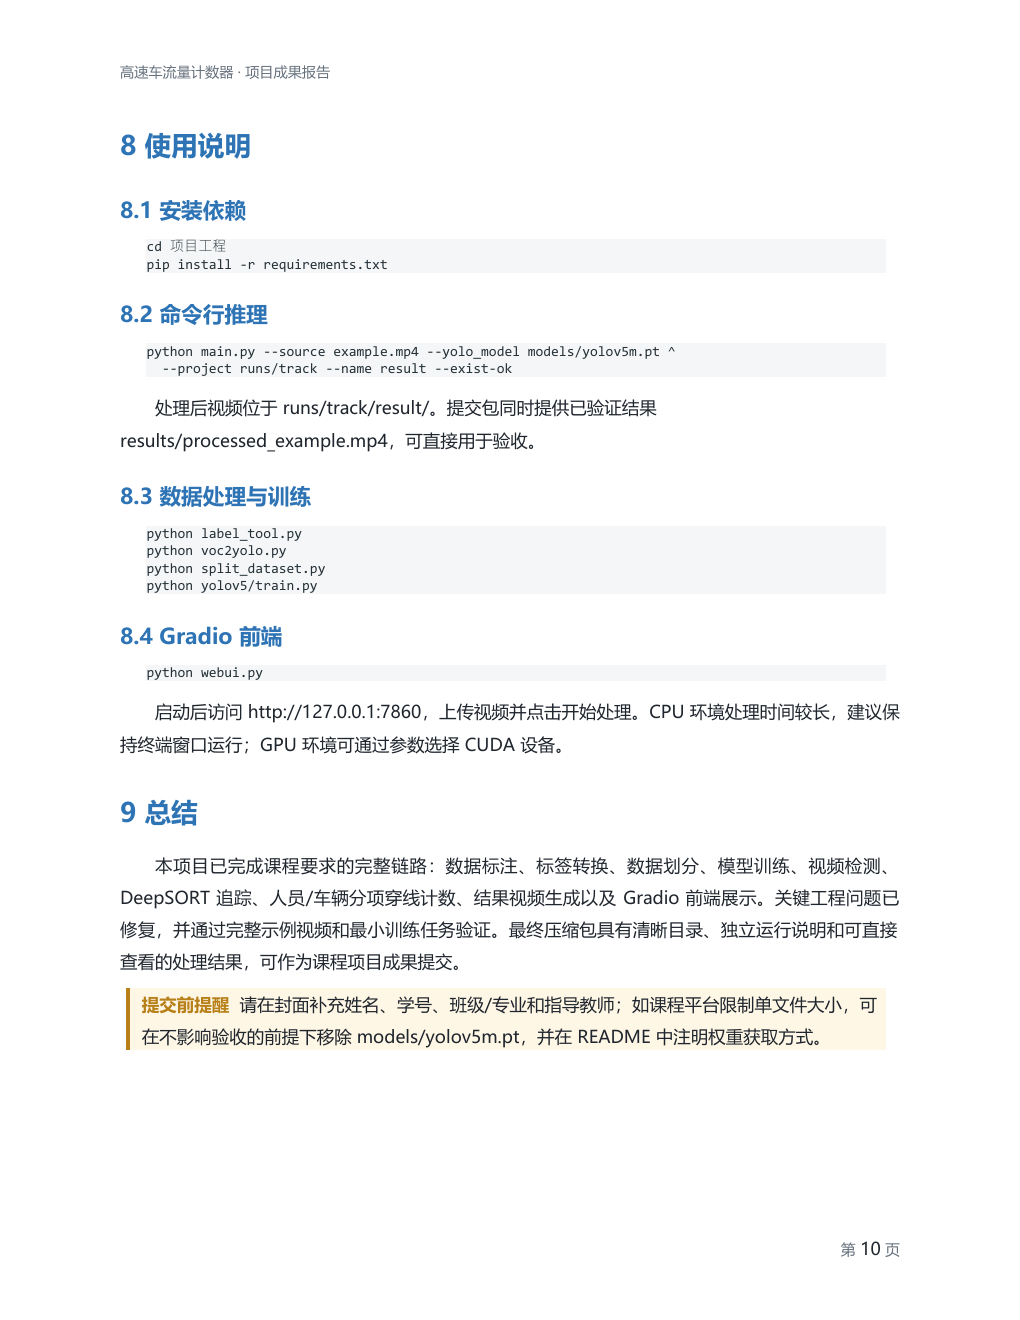 高速车流量计数器 · 项目成果报告
8 使用说明
8.1 安装依赖
cd 项目工程
pip install -r requirements.txt
8.2 命令行推理
python main.py --source example.mp4 --yolo_model models/yolov5m.pt ^
--project runs/track --name result --exist-ok
处理后视频位于 runs/track/result/。提交包同时提供已验证结果
results/processed_example.mp4，可直接用于验收。
8.3 数据处理与训练
python label_tool.py
python voc2yolo.py
python split_dataset.py
python yolov5/train.py
8.4 Gradio 前端
python webui.py
启动后访问 http://127.0.0.1:7860，上传视频并点击开始处理。CPU 环境处理时间较长，建议保
持终端窗口运行；GPU 环境可通过参数选择 CUDA 设备。
9 总结
本项目已完成课程要求的完整链路：数据标注、标签转换、数据划分、模型训练、视频检测、
DeepSORT 追踪、人员/车辆分项穿线计数、结果视频生成以及 Gradio 前端展示。关键工程问题已
修复，并通过完整示例视频和最小训练任务验证。最终压缩包具有清晰目录、独立运行说明和可直接
查看的处理结果，可作为课程项目成果提交。
提交前提醒 请在封面补充姓名、学号、班级/专业和指导教师；如课程平台限制单文件大小，可
在不影响验收的前提下移除 models/yolov5m.pt，并在 README 中注明权重获取方式。
第 10 页